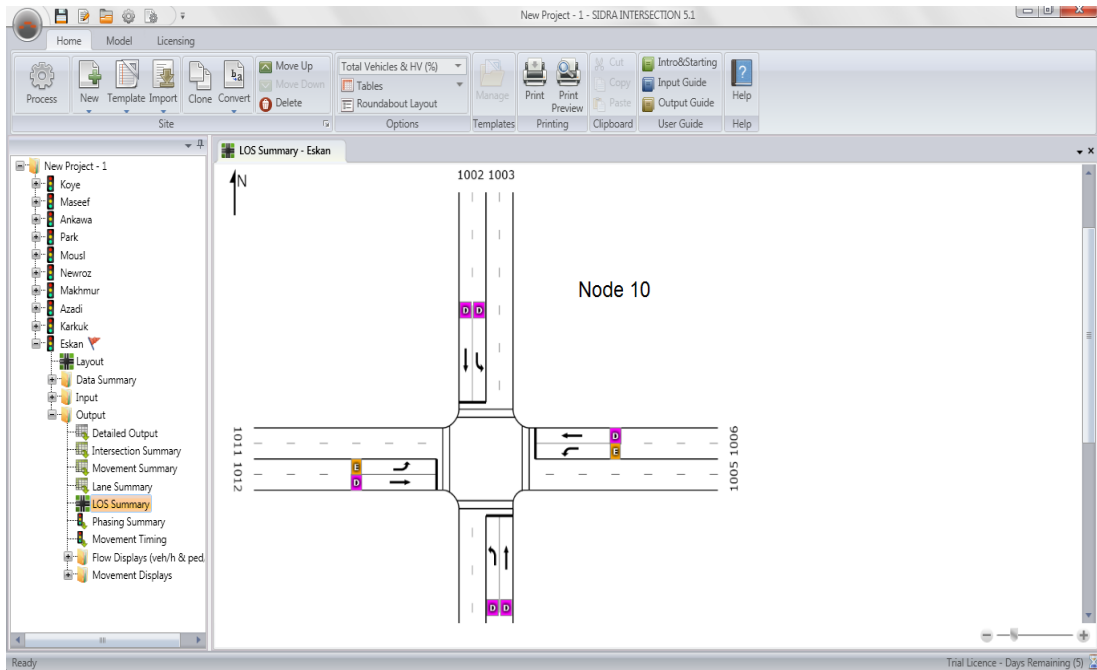 New Project - 1 - SIDRA INTERSECTION 5.1
Home Model Licensing
Process
New
Template
Import
Clone
Convert
Move Up
Move Down
Delete
Site
Total Vehicles & HV (%)
Tables
Roundabout Layout
Options
Manage
Templates
Print
Print Preview
Printing
Cut
Copy
Paste
Clipboard
Intro&Starting
Input Guide
Output Guide
User Guide
Help
Help
New Project - 1
Koye
Maseef
Ankawa
Park
Mousl
Newroz
Makhmur
Azadi
Karkuk
Eskan
Layout
Data Summary
Input
Output
Detailed Output
Intersection Summary
Movement Summary
Lane Summary
LOS Summary
Phasing Summary
Movement Timing
Flow Displays (veh/h & ped
Movement Displays
LOS Summary - Eskan
N
1002 1003
Node 10
D D
1011 1012
E
D
D
E
1005 1006
D D
Ready
Trial Licence - Days Remaining (5)